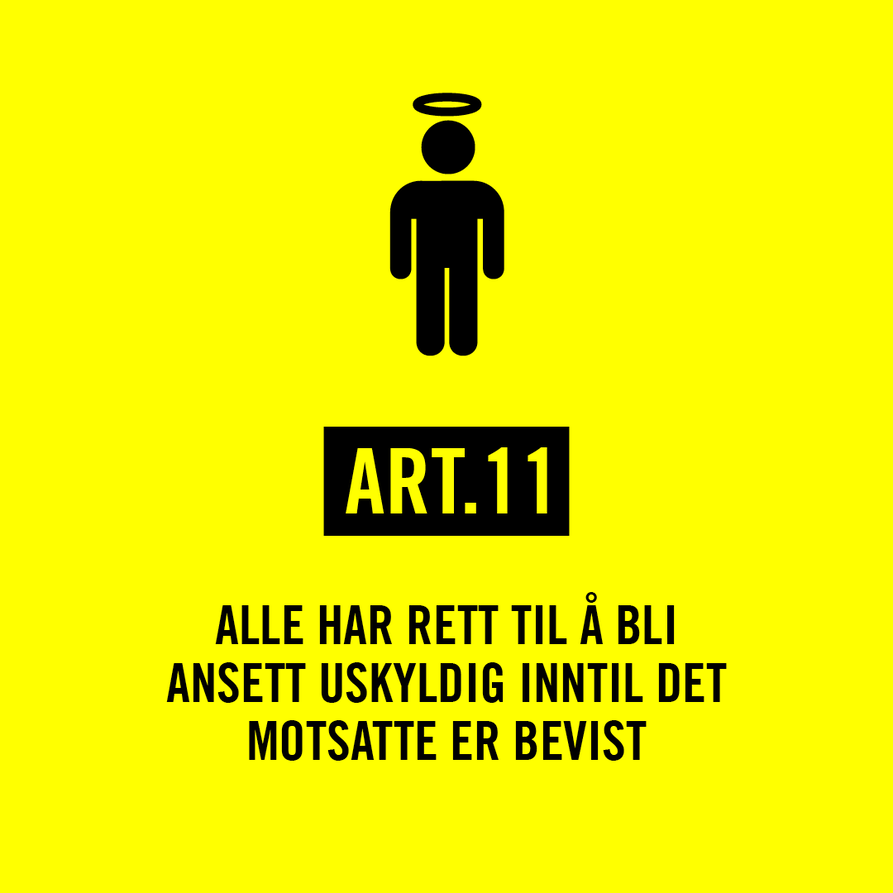 ART.11
ALLE HAR RETT TIL Å BLI
ANSETT USKYLDIG INNTIL DET
MOTSATTE ER BEVIST